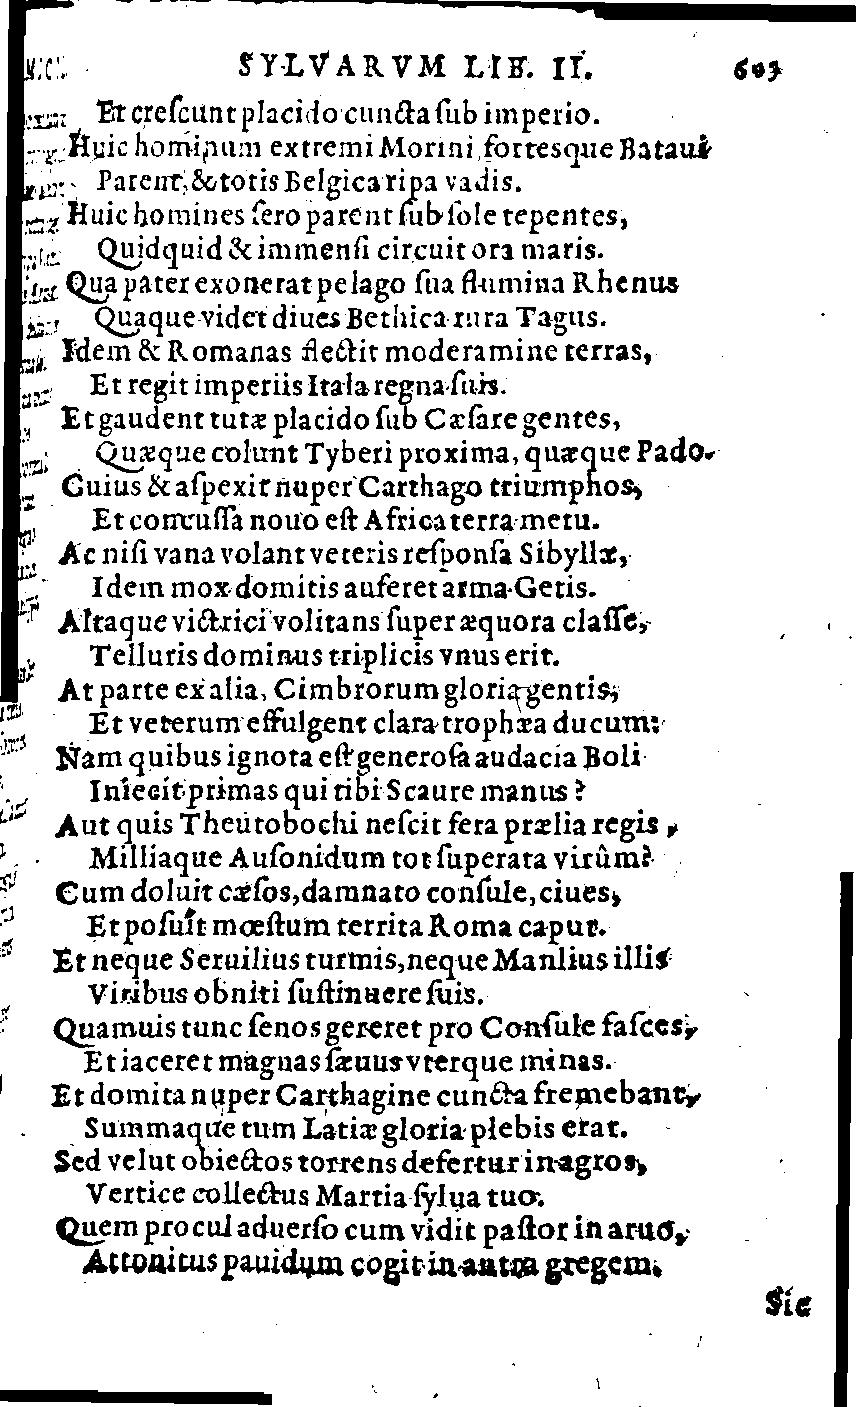 SYLVARVM LIB. II. 603
Et creſcunt placido cuncta ſub imperio.
Huic hominum extremi Morini, fortesque Bataui
Parent, & totis Belgica ripa vadis.
Huic homines ſero parent ſub ſole tepentes,
Quidquid & immenſi circuit ora maris.
Qua pater exonerat pelago ſua flumina Rhenus
Quaque videt diues Bethica rura Tagus.
Idem & Romanas flectit moderamine terras,
Et regit imperiis Itala regna ſuis.
Et gaudent tutæ placido ſub Cæſare gentes,
Quæque colunt Tyberi proxima, quæque Pado.
Cuius & aſpexit nuper Carthago triumphos,
Et concuſſa nouo eſt Africa terra metu.
Ac niſi vana volant veteris reſponſa Sibyllæ,
Idem mox domitis auferet arma Getis.
Altaque victrici volitans ſuper æquora claſſe,
Telluris dominus triplicis vnus erit.
At parte ex alia, Cimbrorum gloria gentis,
Et veterum effulgent clara trophæa ducum:
Nam quibus ignota eſt generoſa audacia Boli
Iniecit primas qui tibi Scaure manus?
Aut quis Theutobochi neſcit fera prælia regis,
Milliaque Auſonidum tot ſuperata virûm?
Cum doluit cæſos, damnato conſule, ciues,
Et poſuit mœſtum territa Roma caput.
Et neque Seruilius turmis, neque Manlius illis
Viribus obniti ſuſtinuere ſuis.
Quamuis tunc ſenos gereret pro Conſule faſces,
Et iaceret magnas ſæuus vterque minas.
Et domita nuper Carthagine cuncta fremebant,
Summaque tum Latiæ gloria plebis erat.
Sed velut obiectos torrens defertur in agros,
Vertice collectus Martia ſylua tuo.
Quem procul aduerſo cum vidit paſtor in aruo,
Attonitus pauidum cogit in antra gregem.
Sic